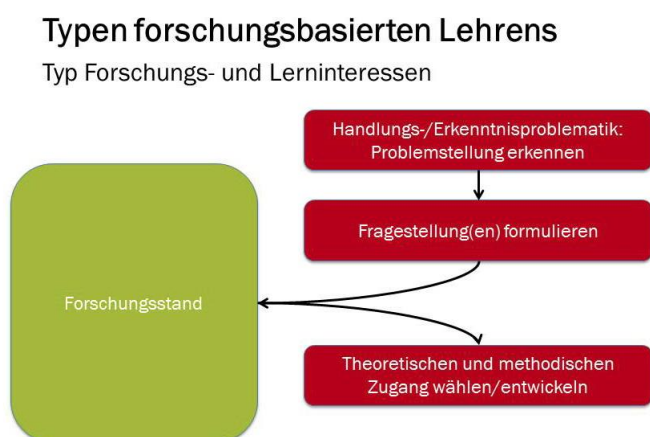 Typen forschungsbasierten Lehrens
Typ Forschungs- und Lerninteressen
Handlungs-/Erkenntnisproblematik:
Problemstellung erkennen
Fragestellung(en) formulieren
Forschungsstand
Theoretischen und methodischen
Zugang wählen/entwickeln